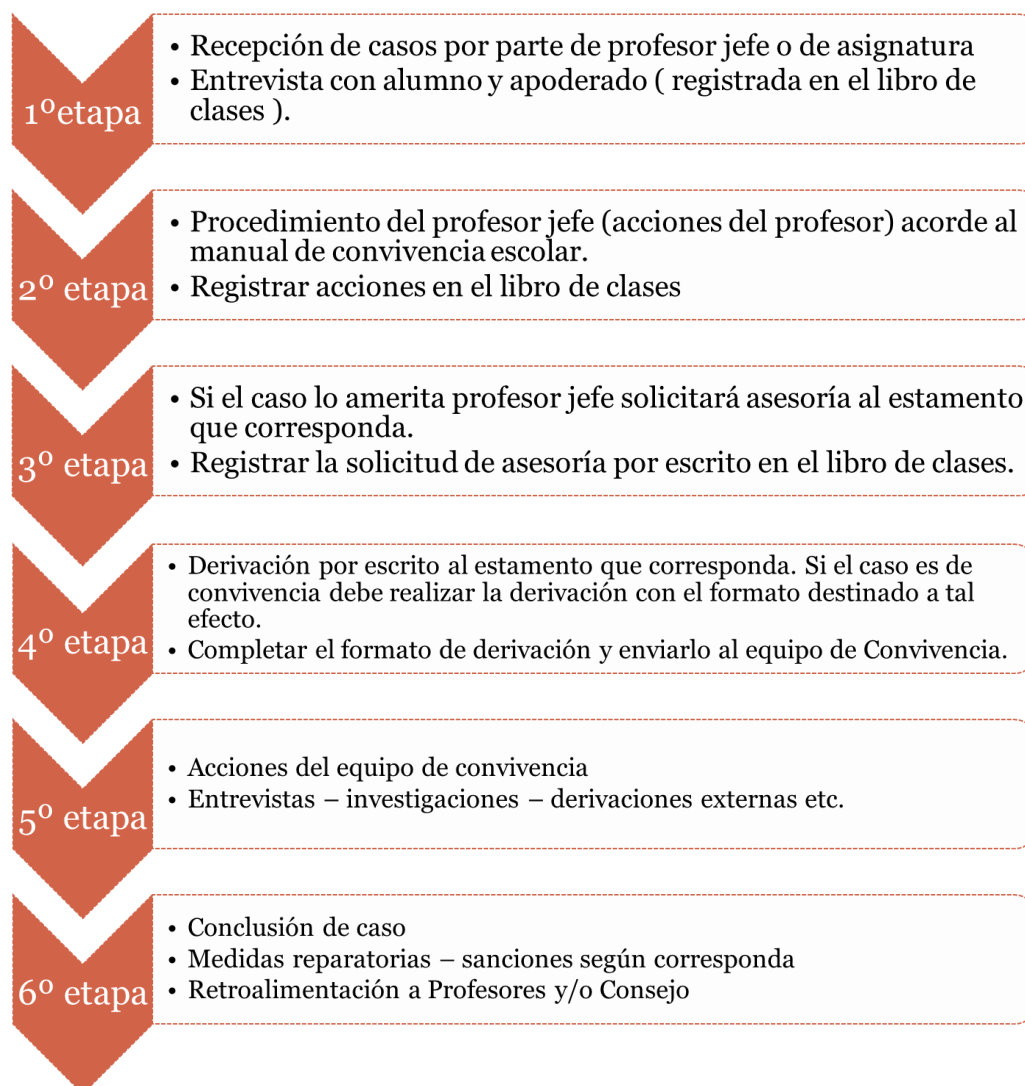 1ºetapa
• Recepción de casos por parte de profesor jefe o de asignatura
• Entrevista con alumno y apoderado ( registrada en el libro de
clases ).
2º etapa
• Procedimiento del profesor jefe (acciones del profesor) acorde al
manual de convivencia escolar.
• Registrar acciones en el libro de clases
3º etapa
• Si el caso lo amerita profesor jefe solicitará asesoría al estamento
que corresponda.
• Registrar la solicitud de asesoría por escrito en el libro de clases.
4º etapa
• Derivación por escrito al estamento que corresponda. Si el caso es de
convivencia debe realizar la derivación con el formato destinado a tal
efecto.
• Completar el formato de derivación y enviarlo al equipo de Convivencia.
5º etapa
• Acciones del equipo de convivencia
• Entrevistas – investigaciones – derivaciones externas etc.
6º etapa
• Conclusión de caso
• Medidas reparatorias – sanciones según corresponda
• Retroalimentación a Profesores y/o Consejo